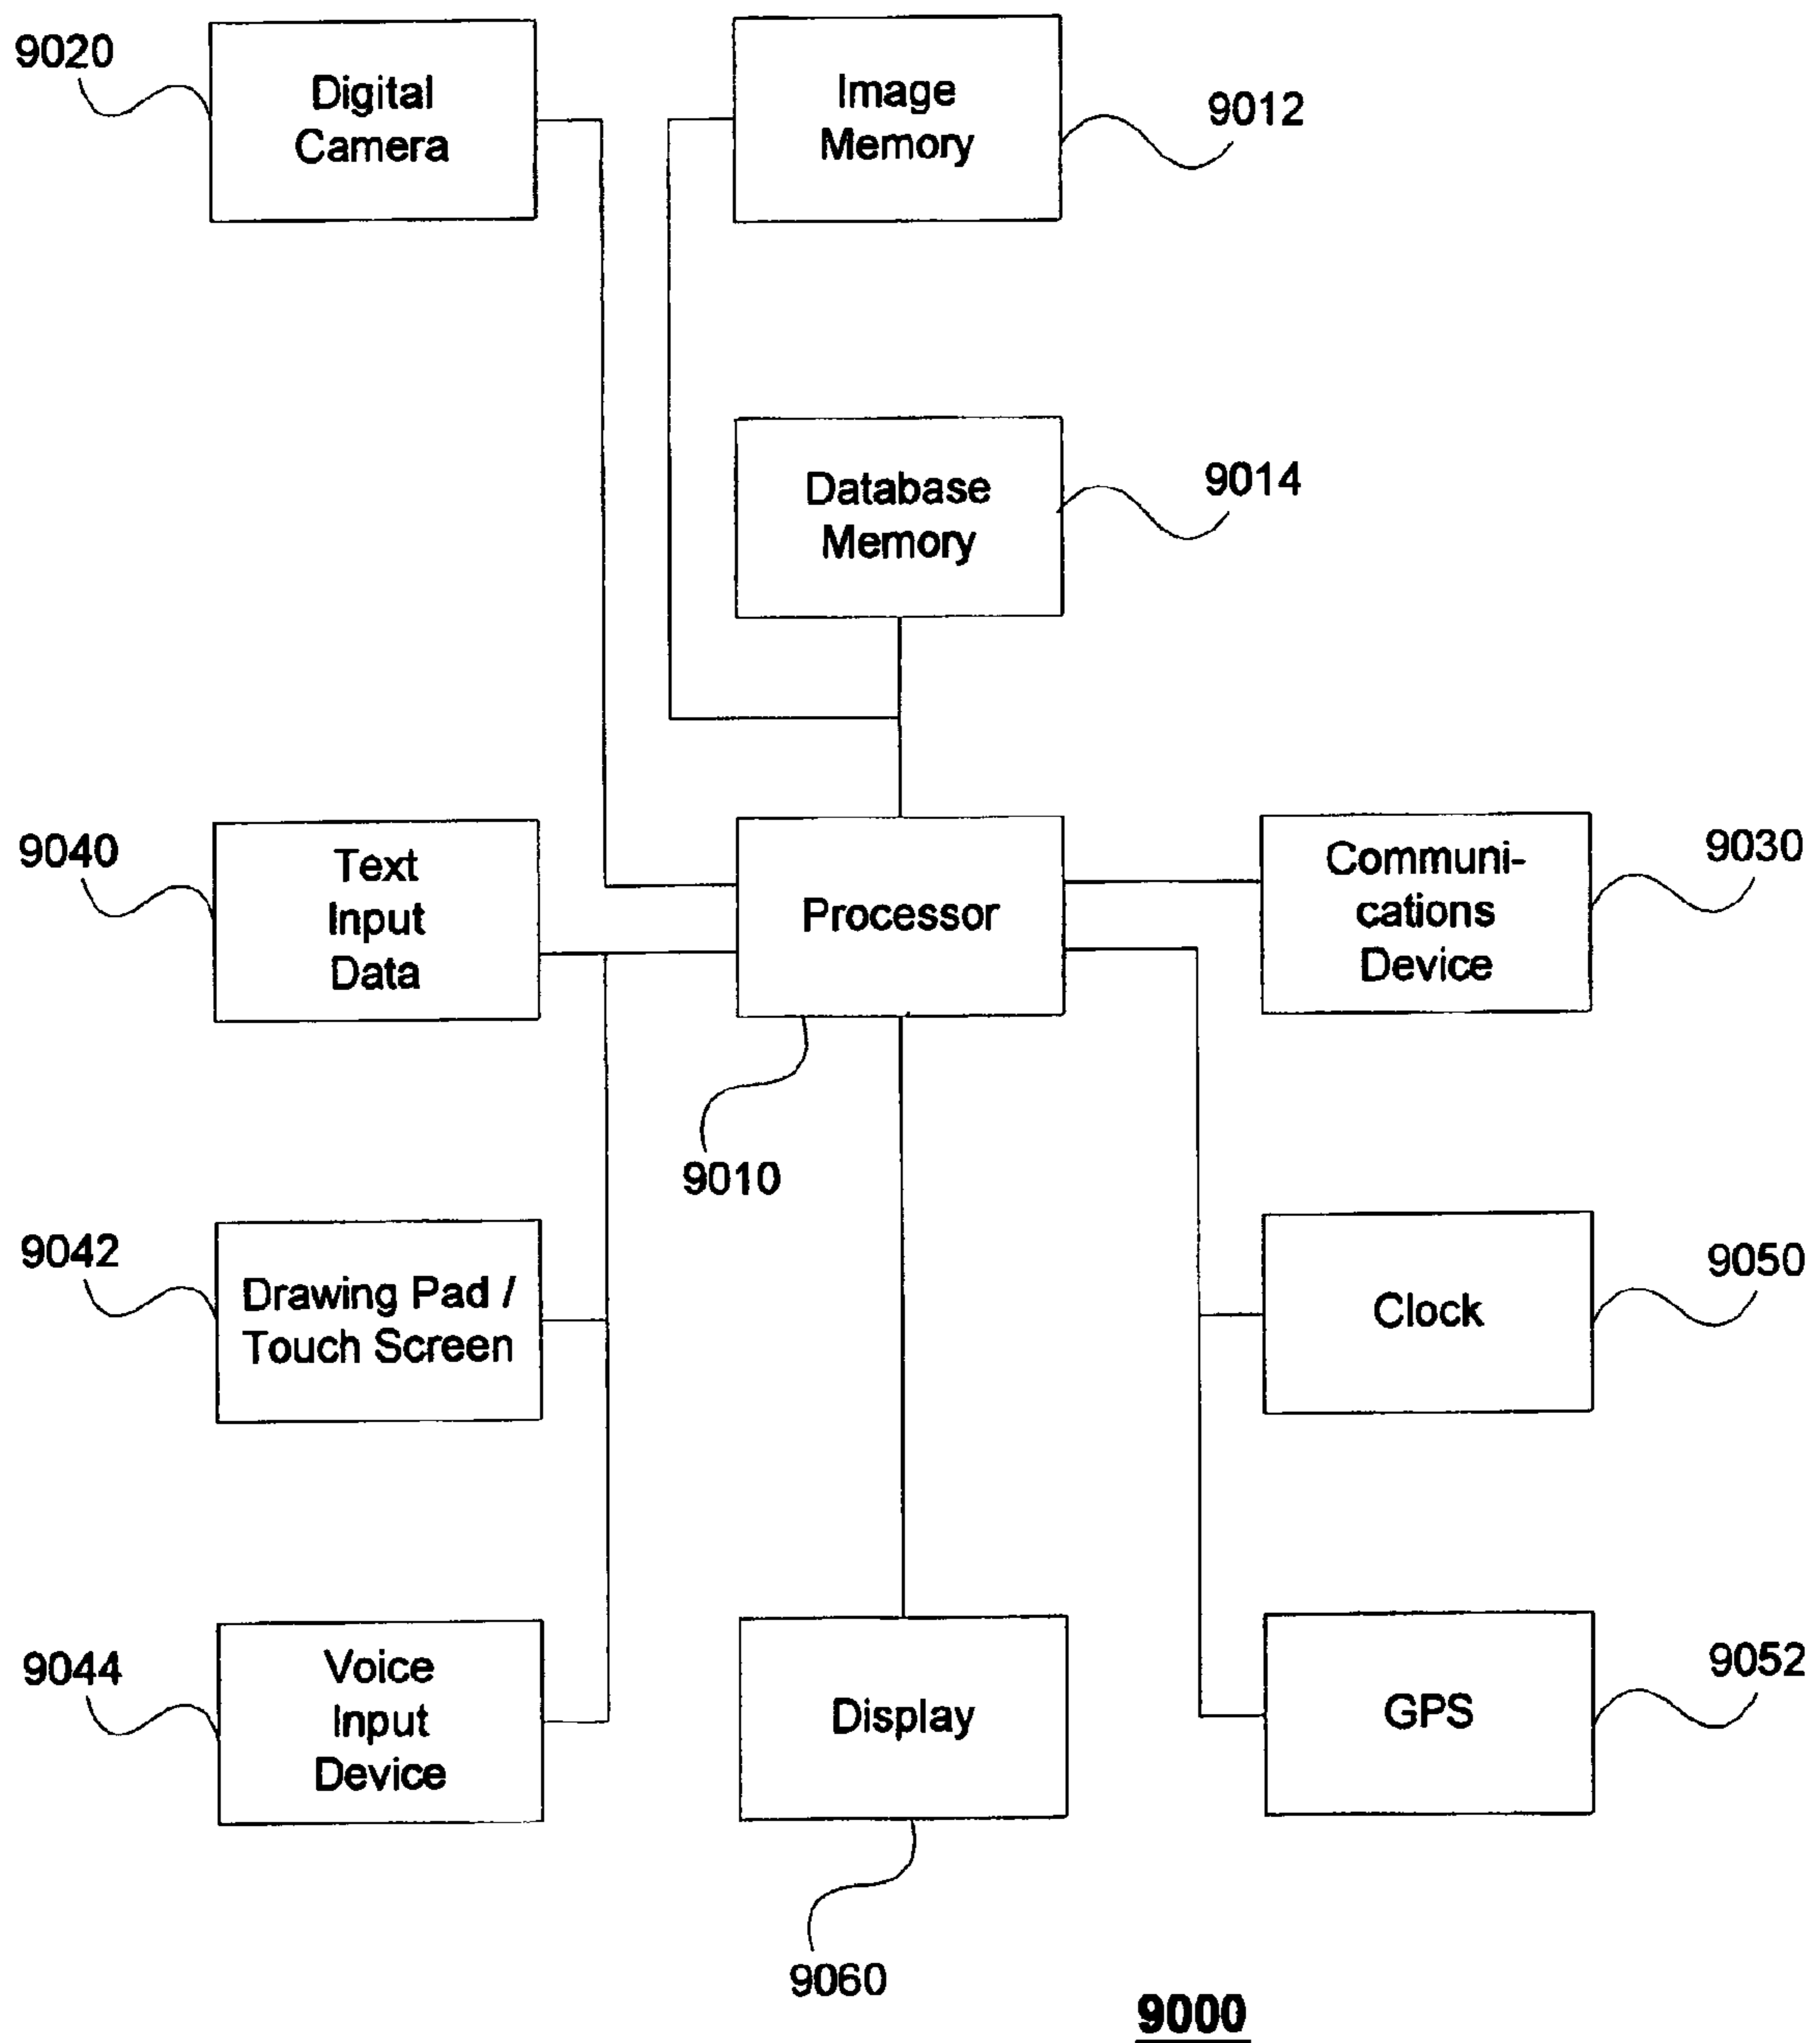 9020
Digital
Camera
Image
Memory
9012
Database
Memory
9014
9040
Text
Input
Data
Processor
9010
Communi-
cations
Device
9030
9042
Drawing Pad /
Touch Screen
Clock
9050
9044
Voice
Input
Device
Display
9060
GPS
9052
9000